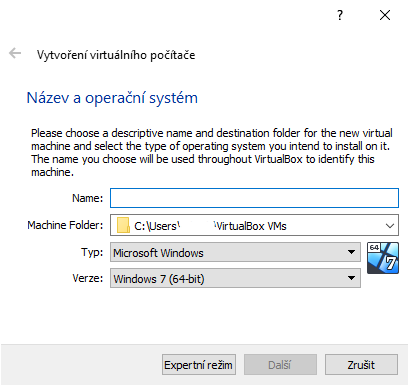 ?
Vytvoření virtuálního počítače
Název a operační systém
Please choose a descriptive name and destination folder for the new virtual
machine and select the type of operating system you intend to install on it.
The name you choose will be used throughout VirtualBox to identify this
machine.
Name:
Machine Folder: C:\Users\ \VirtualBox VMs
Typ: Microsoft Windows
64
7
Verze: Windows 7 (64-bit)
Expertní režim Další Zrušit